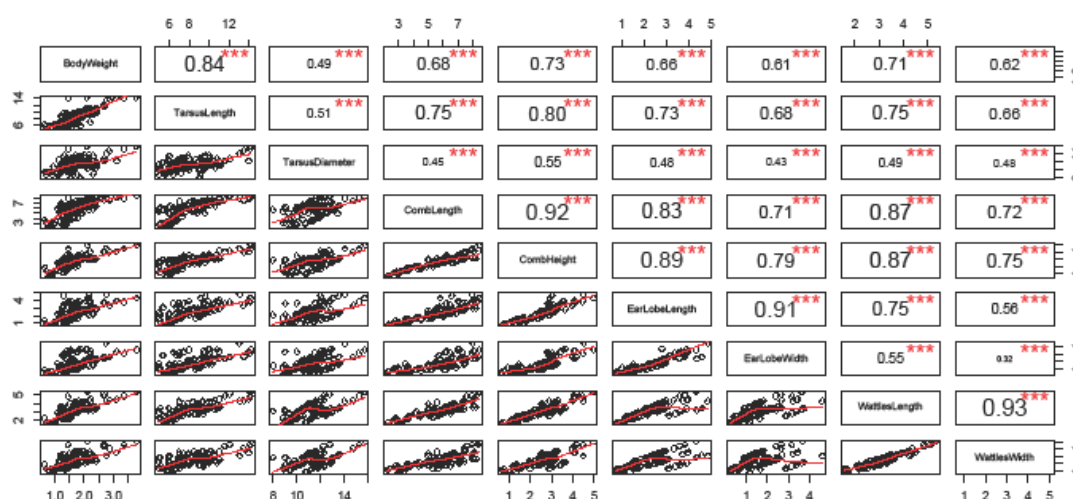 6 8 12 3 5 7 1 2 3 4 5 2 3 4 5
BodyWeight 0.84*** 0.49*** 0.68*** 0.73*** 0.66*** 0.61*** 0.71*** 0.62***
6 14 TarsusLength 0.51*** 0.75*** 0.80*** 0.73*** 0.68*** 0.75*** 0.66***
TarsusDiameter 0.45*** 0.55*** 0.48*** 0.43*** 0.49*** 0.48***
3 7 CombLength 0.92*** 0.83*** 0.71*** 0.87*** 0.72***
CombHeight 0.89*** 0.79*** 0.87*** 0.75***
1 4 EarLobeLength 0.91*** 0.75*** 0.56***
EarLobeWidth 0.55*** 0.32***
2 5 WattlesLength 0.93***
WattlesWidth
1.0 2.0 3.0 8 10 14 1 2 3 4 5 1 2 3 4 1 2 3 4 5